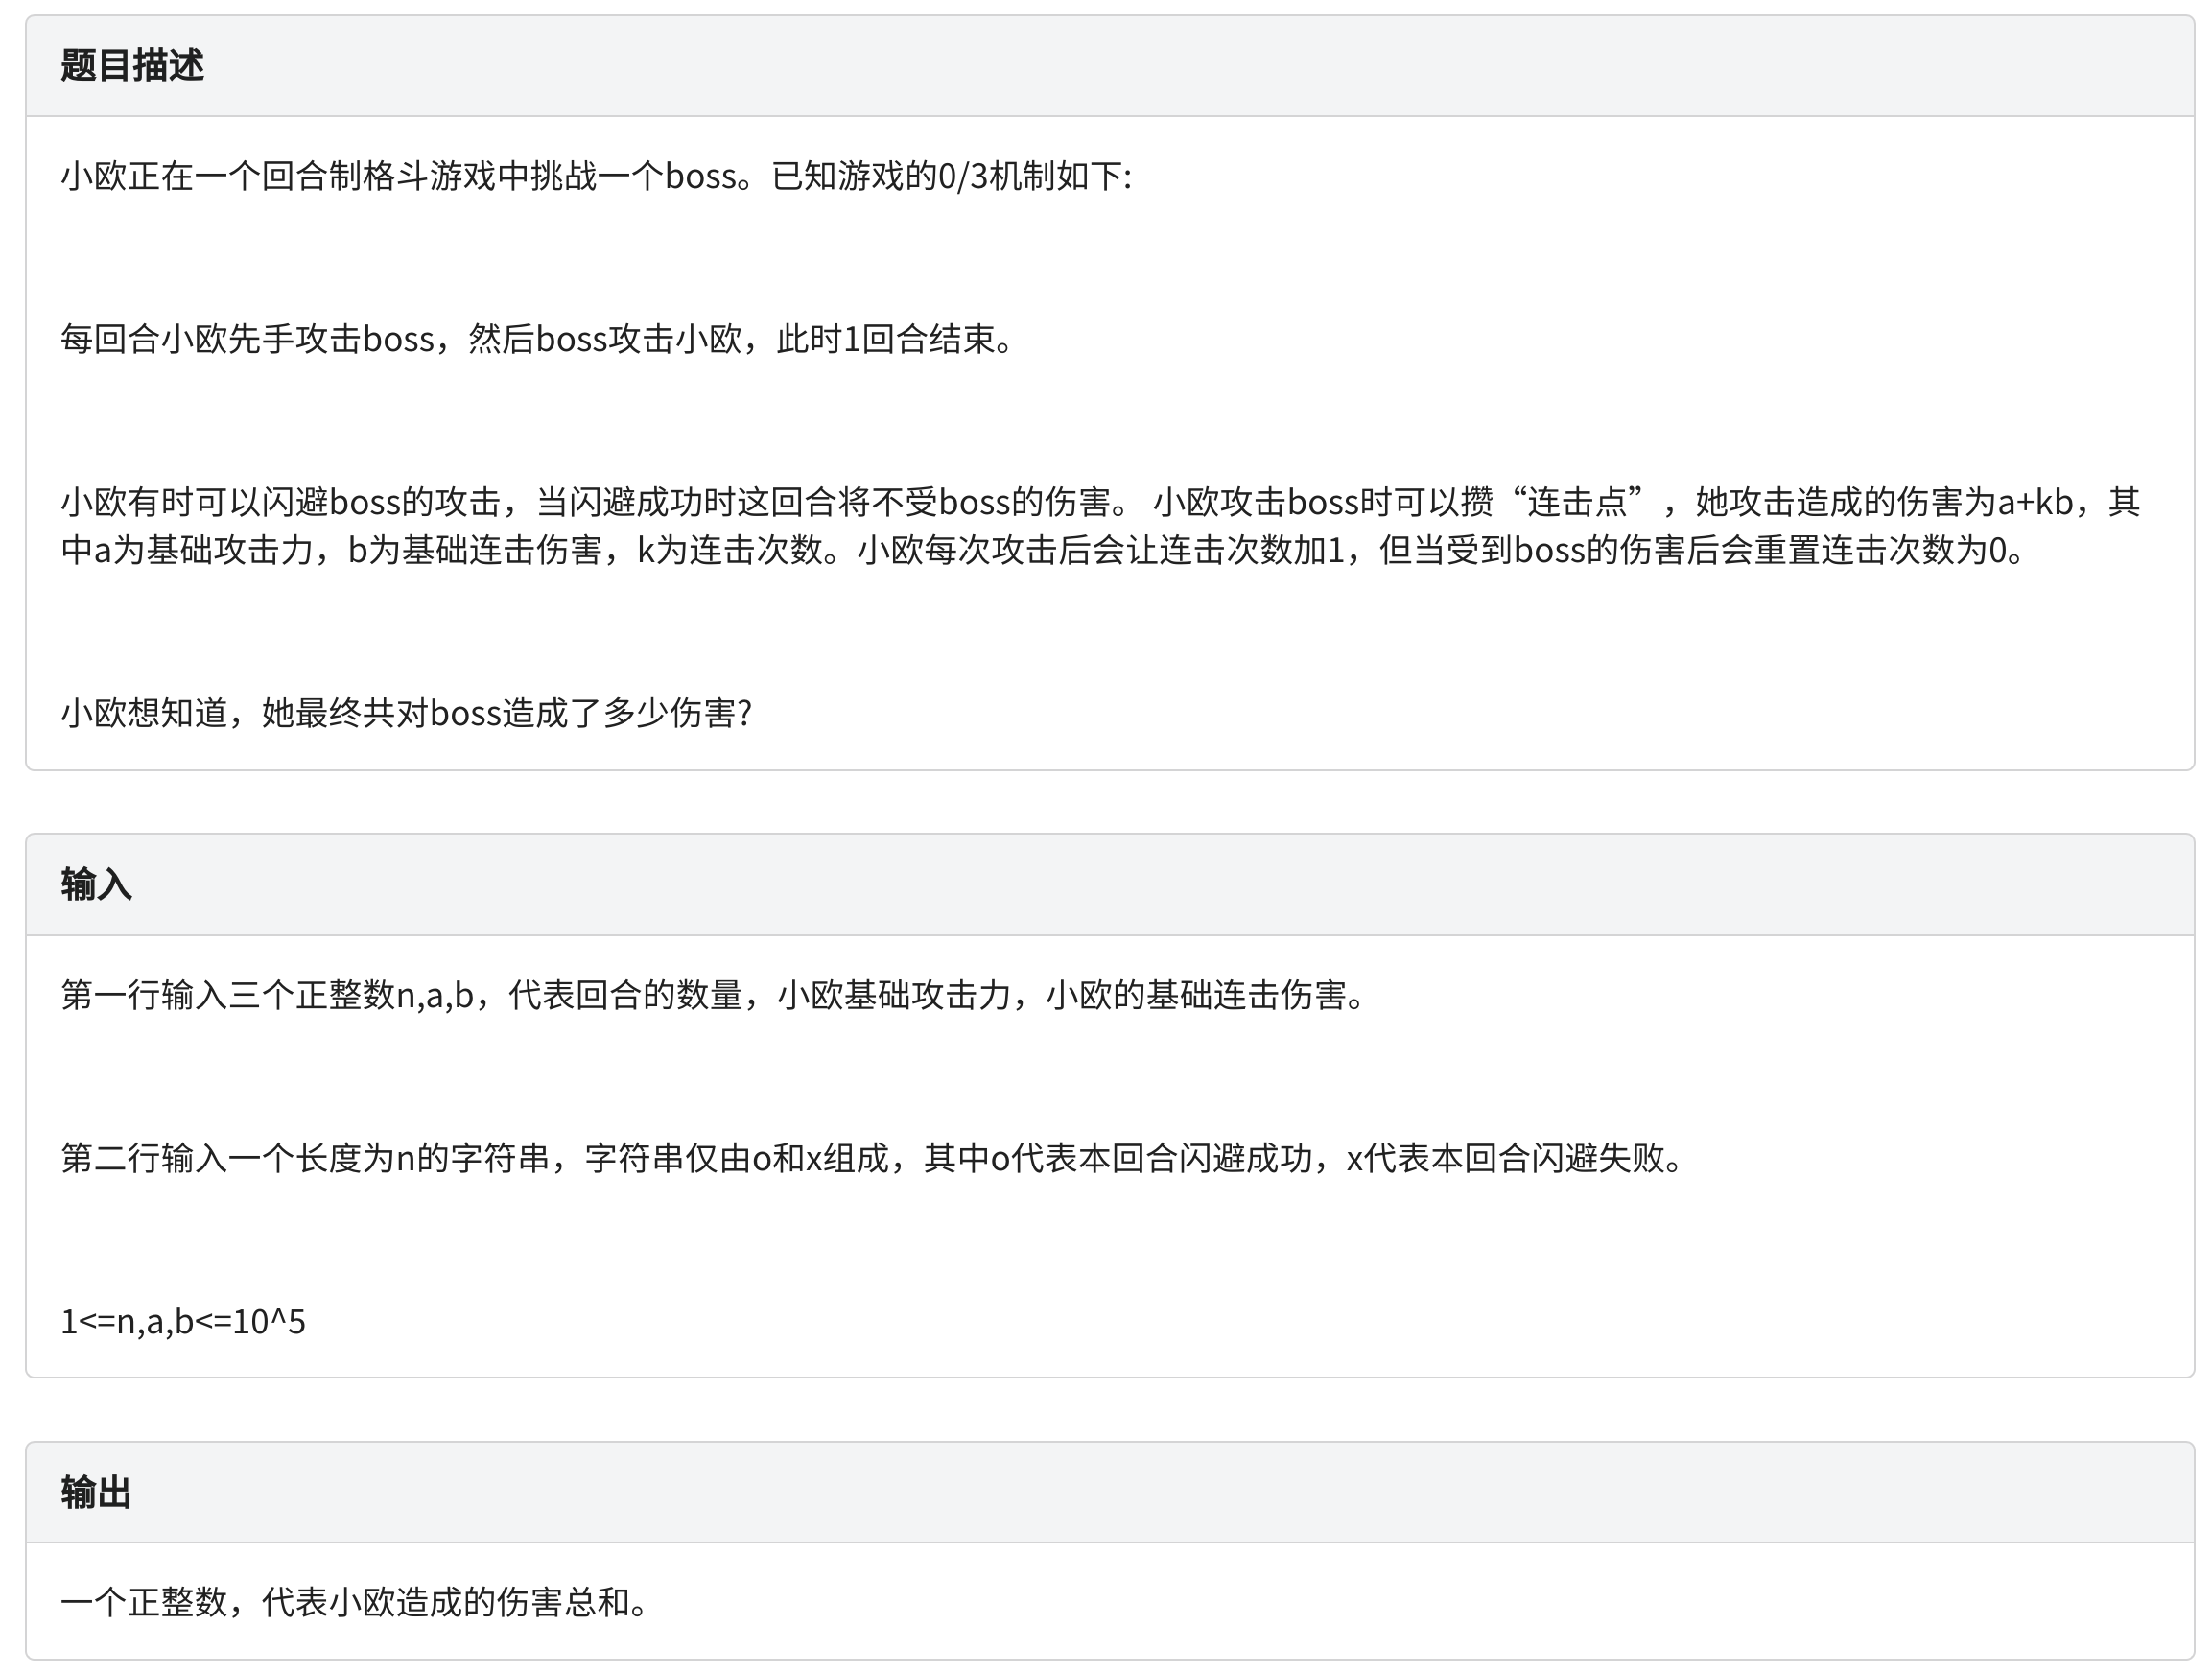 题目描述
小欧正在一个回合制格斗游戏中挑战一个boss。已知游戏的0/3机制如下:
每回合小欧先手攻击boss，然后boss攻击小欧，此时1回合结束。
小欧有时可以闪避boss的攻击，当闪避成功时这回合将不受boss的伤害。 小欧攻击boss时可以攒“连击点”，她攻击造成的伤害为a+kb，其
中a为基础攻击力，b为基础连击伤害，k为连击次数。小欧每次攻击后会让连击次数加1，但当受到boss的伤害后会重置连击次数为0。
小欧想知道，她最终共对boss造成了多少伤害?
输入
第一行输入三个正整数n,a,b，代表回合的数量，小欧基础攻击力，小欧的基础连击伤害。
第二行输入一个长度为n的字符串，字符串仅由o和x组成，其中o代表本回合闪避成功，x代表本回合闪避失败。
1<=n,a,b<=10^5
输出
一个正整数，代表小欧造成的伤害总和。